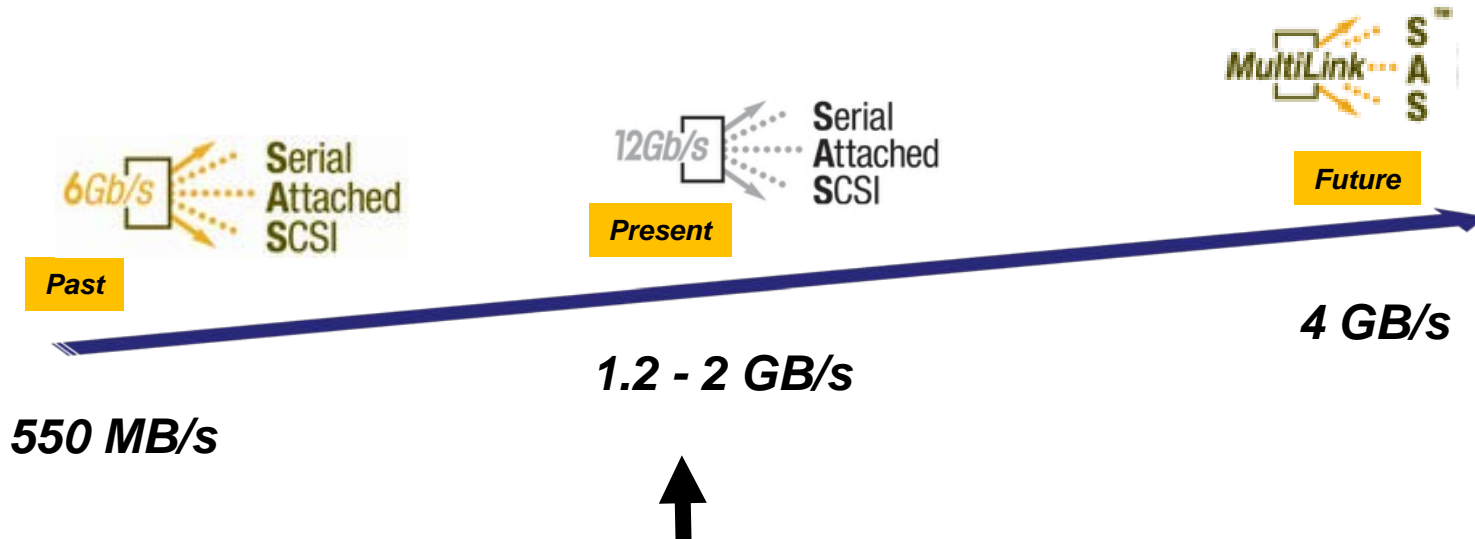 6Gb/s
Serial
Attached
SCSI
Past
550 MB/s
12Gb/s
Serial
Attached
SCSI
Present
1.2 - 2 GB/s
MultiLink
S™
A
S
Future
4 GB/s